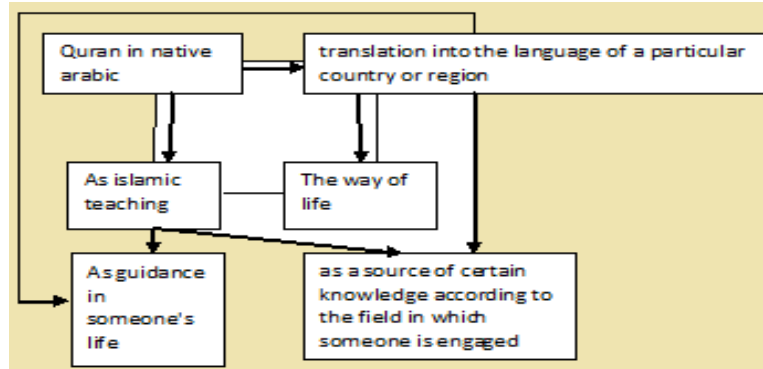 Quran in native
arabic
translation into the language of a particular
country or region
As islamic
teaching
The way of
life
As guidance
in
someone's
life
as a source of certain
knowledge according to
the field in which
someone is engaged